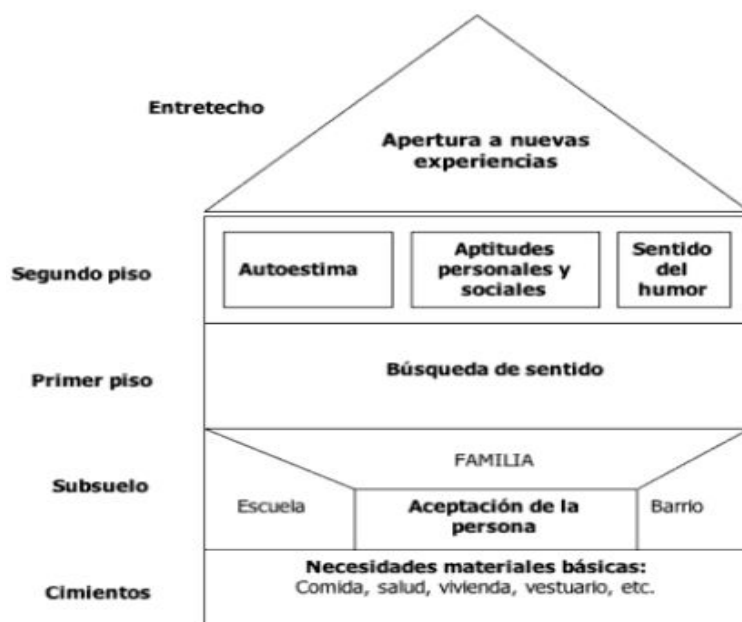 Entretecho
Apertura a nuevas
experiencias
Segundo piso
Autoestima
Aptitudes
personales y
sociales
Sentido
del
humor
Primer piso
Búsqueda de sentido
Subsuelo
FAMILIA
Escuela
Aceptación de la
persona
Barrio
Cimientos
Necesidades materiales básicas:
Comida, salud, vivienda, vestuario, etc.